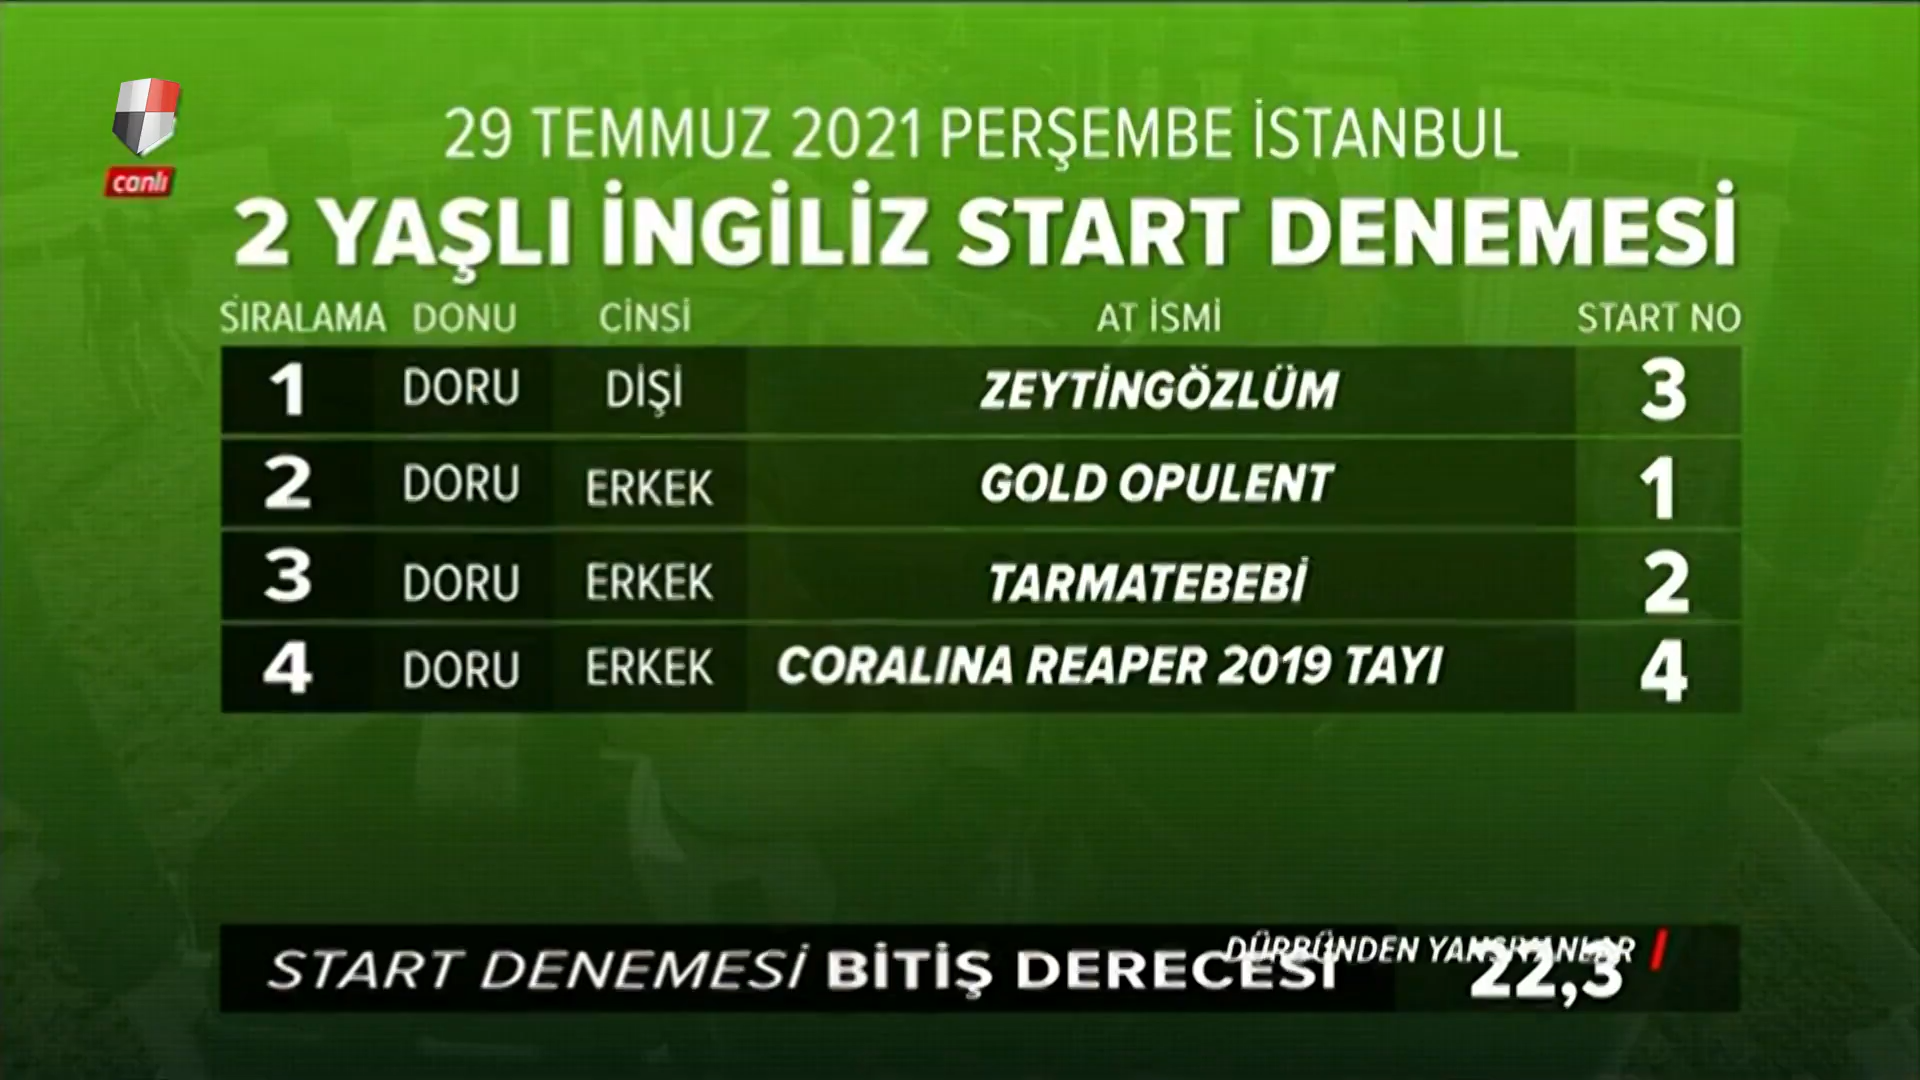 canlı
29 TEMMUZ 2021 PERŞEMBE İSTANBUL
2 YAŞLI İNGİLİZ START DENEMESİ
SIRALAMA DONU CİNSİ AT İSMİ START NO
1 DORU DİŞİ ZEYTİNGÖZLÜM 3
2 DORU ERKEK GOLD OPULENT 1
3 DORU ERKEK TARMATEBEBİ 2
4 DORU ERKEK CORALINA REAPER 2019 TAYI 4
DÜRBÜNDEN YANSIYANLAR
START DENEMESİ BİTİŞ DERECESİ 22,3